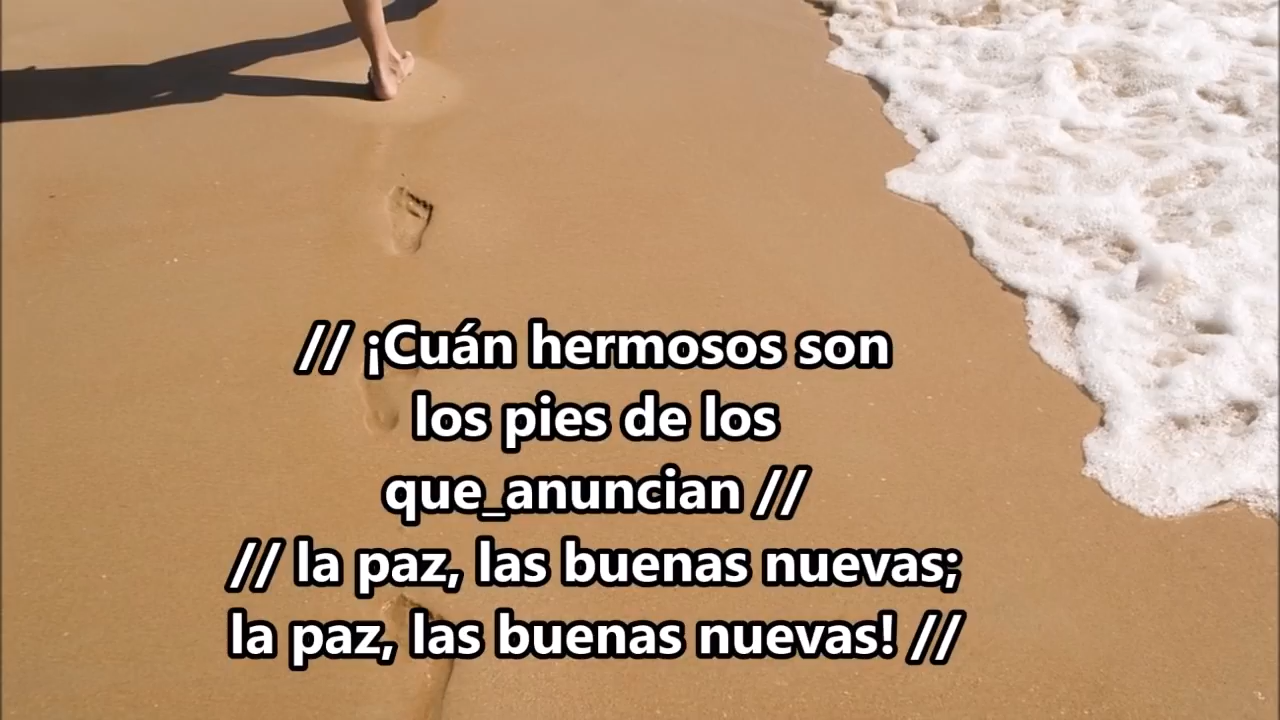 // ¡Cuán hermosos son
los pies de los
que_anuncian //
// la paz, las buenas nuevas;
la paz, las buenas nuevas! //